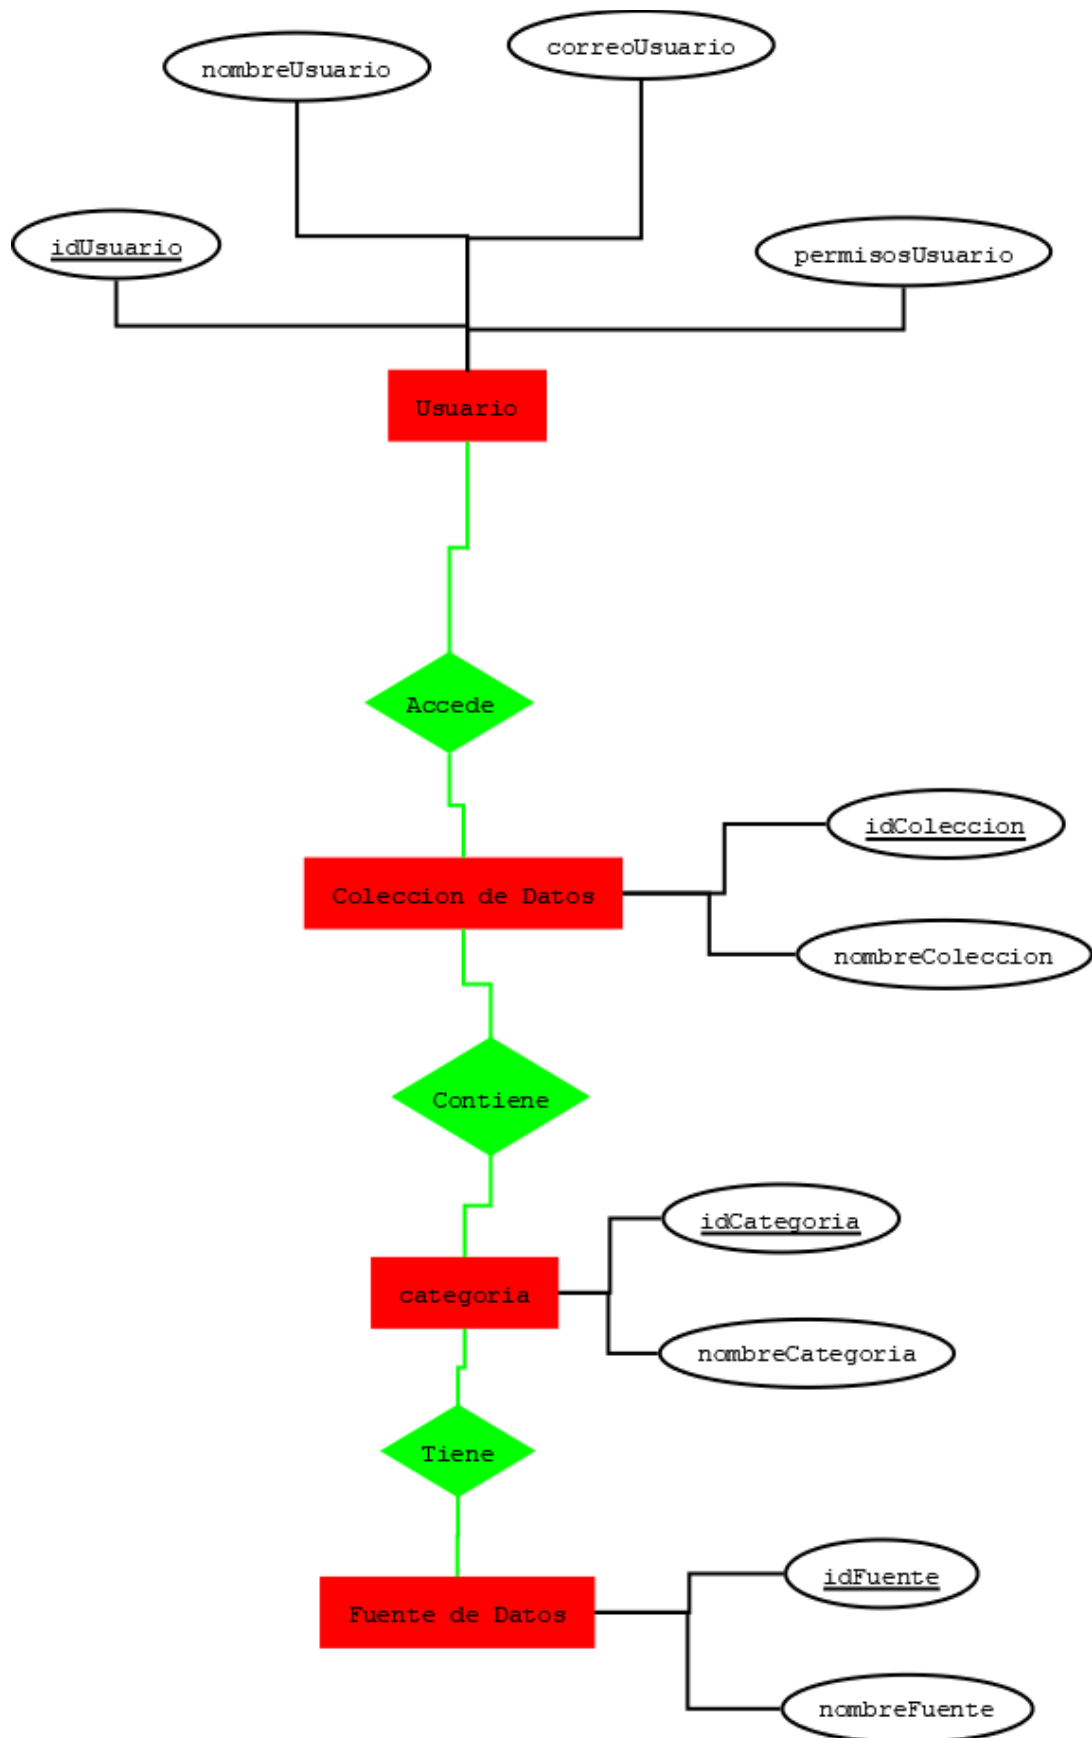 correoUsuario
nombreUsuario
idUsuario
permisosUsuario
Usuario
Accede
idColeccion
Coleccion de Datos
nombreColeccion
Contiene
idCategoria
categoria
nombreCategoria
Tiene
idFuente
Fuente de Datos
nombreFuente